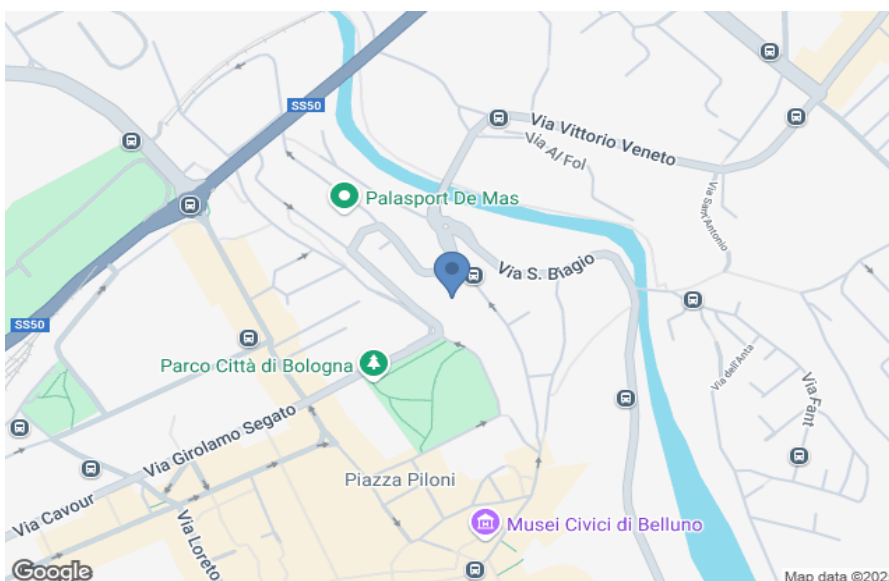 SS50
Via Vittorio Veneto
Via A/ Fol
Palasport De Mas
Via Sant'Antonio
Via S. Biagio
SS50
Parco Città di Bologna
Via dell'Anta
Via Fant
Via Girolamo Segato
Piazza Piloni
Via Cavour
Via Loreto
Musei Civici di Belluno
Google
Map data ©202